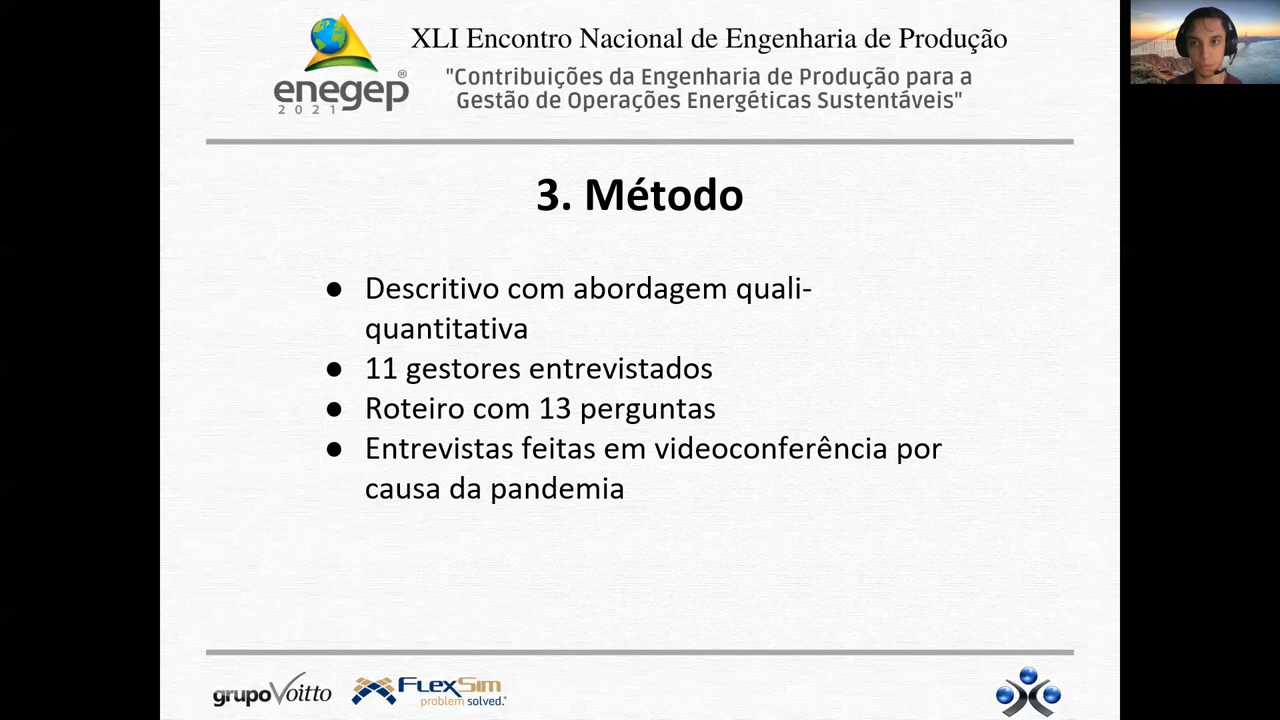 XLI Encontro Nacional de Engenharia de Produção
"Contribuições da Engenharia de Produção para a
Gestão de Operações Energéticas Sustentáveis"
enegep®
2021
3. Método
● Descritivo com abordagem quali-
quantitativa
● 11 gestores entrevistados
● Roteiro com 13 perguntas
● Entrevistas feitas em videoconferência por
causa da pandemia
grupoVoitto
FlexSim
problem solved.®